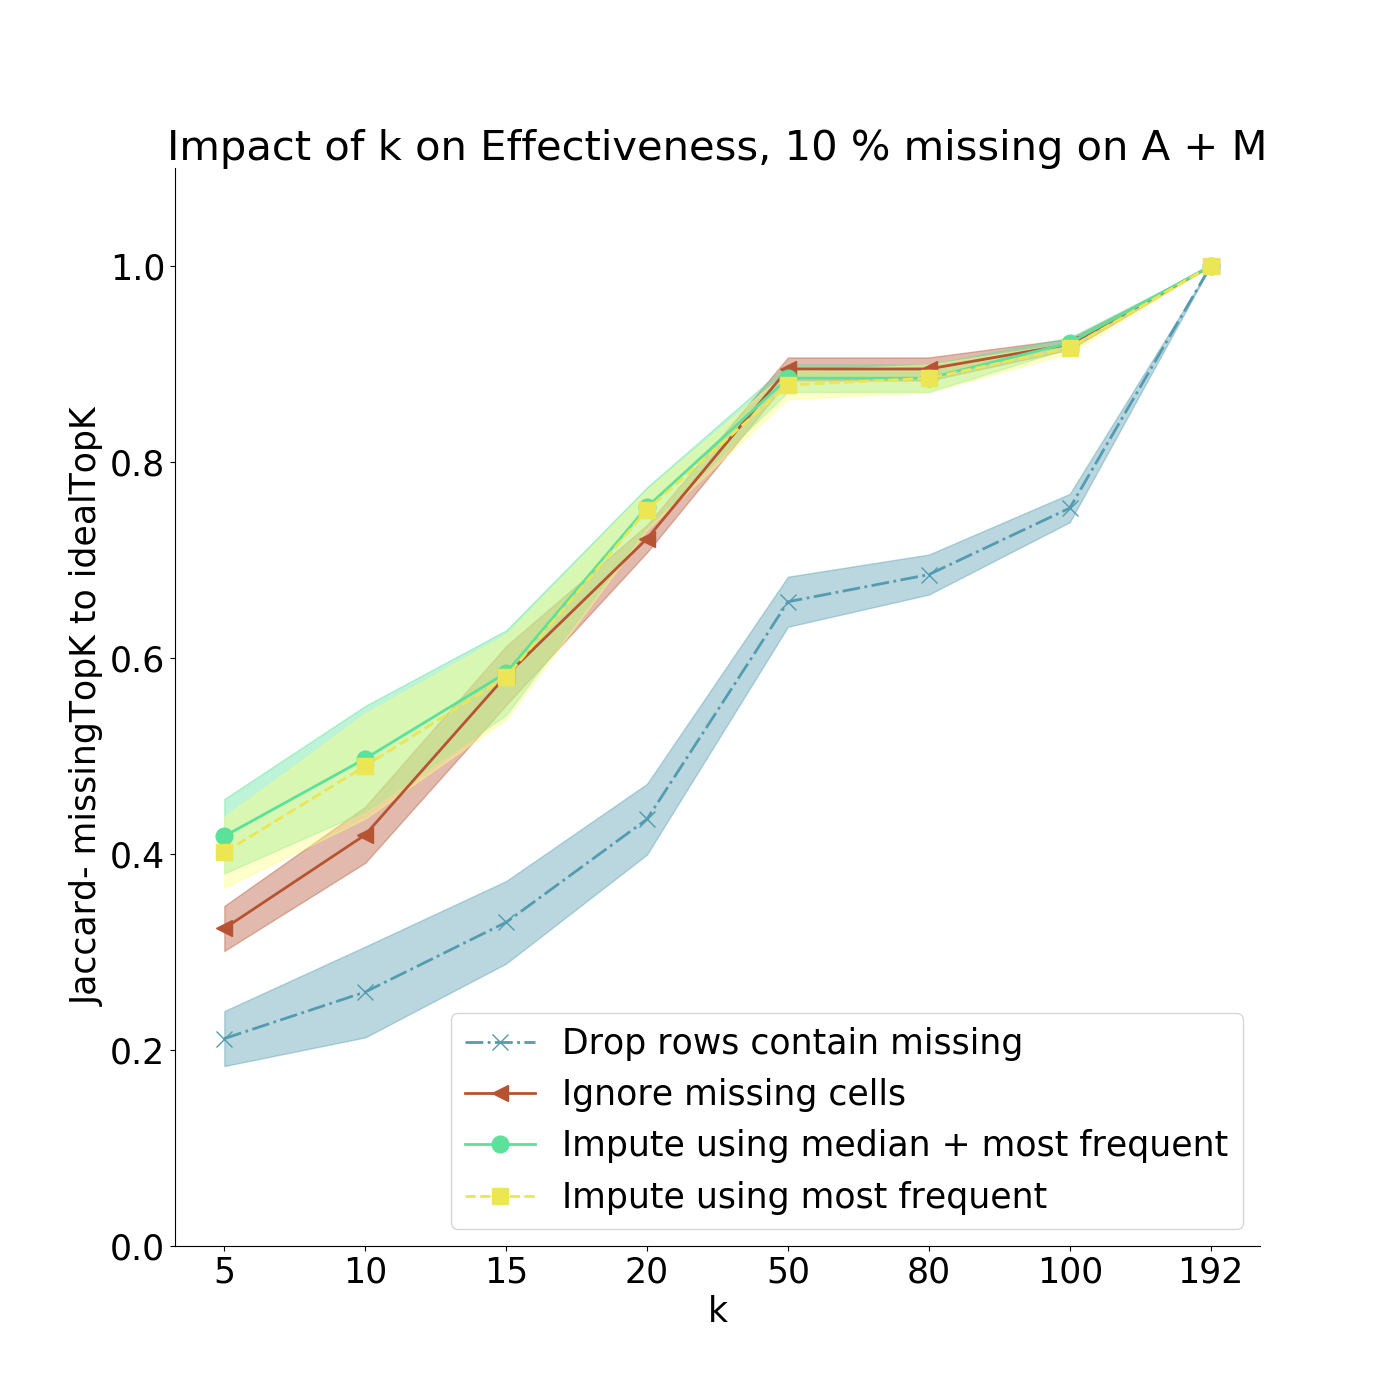 Impact of k on Effectiveness, 10 % missing on A + M
Jaccard- missingTopK to idealTopK
1.0
0.8
0.6
0.4
0.2
0.0
Drop rows contain missing
Ignore missing cells
Impute using median + most frequent
Impute using most frequent
5 10 15 20 50 80 100 192
k